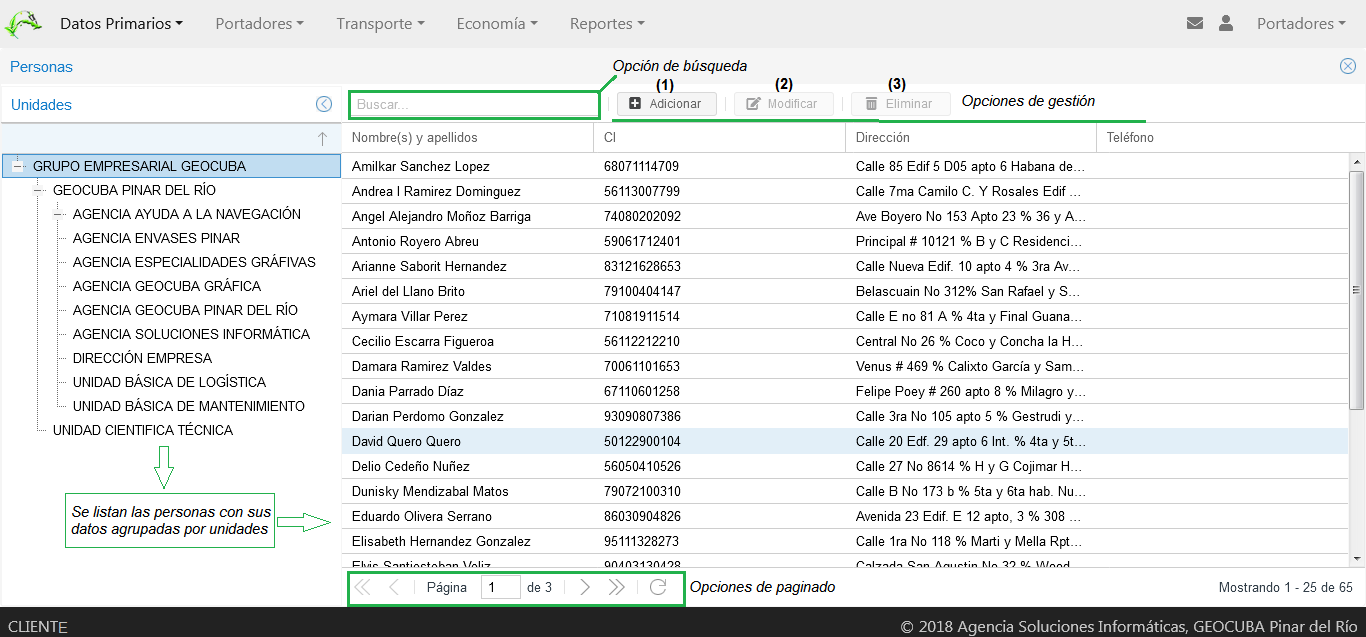 Datos Primarios Portadores Transporte Economía Reportes Portadores
Personas
Opción de búsqueda
Unidades
Buscar...
(1) Adicionar
(2) Modificar
(3) Eliminar
Opciones de gestión
Nombre(s) y apellidos CI Dirección Teléfono
GRUPO EMPRESARIAL GEOCUBA
GEOCUBA PINAR DEL RÍO
AGENCIA AYUDA A LA NAVEGACIÓN
AGENCIA ENVASES PINAR
AGENCIA ESPECIALIDADES GRÁFIVAS
AGENCIA GEOCUBA GRÁFICA
AGENCIA GEOCUBA PINAR DEL RÍO
AGENCIA SOLUCIONES INFORMÁTICA
DIRECCIÓN EMPRESA
UNIDAD BÁSICA DE LOGÍSTICA
UNIDAD BÁSICA DE MANTENIMIENTO
UNIDAD CIENTIFICA TÉCNICA
Se listan las personas con sus
datos agrupadas por unidades
Amilkar Sanchez Lopez 68071114709 Calle 85 Edif 5 D05 apto 6 Habana de...
Andrea I Ramirez Dominguez 56113007799 Calle 7ma Camilo C. Y Rosales Edif ...
Angel Alejandro Moñoz Barriga 74080202092 Ave Boyero No 153 Apto 23 % 36 y A...
Antonio Royero Abreu 59061712401 Principal # 10121 % B y C Residenci...
Arianne Saborit Hernandez 83121628653 Calle Nueva Edif. 10 apto 4 % 3ra Av...
Ariel del Llano Brito 79100404147 Belascuain No 312% San Rafael y S...
Aymara Villar Perez 71081911514 Calle E no 81 A % 4ta y Final Guana...
Cecilio Escarra Figueroa 56112212210 Central No 26 % Coco y Concha la H...
Damara Ramirez Valdes 70061101653 Venus # 469 % Calixto García y Sam...
Dania Parrado Díaz 67110601258 Felipe Poey # 260 apto 8 % Milagro y...
Darian Perdomo Gonzalez 93090807386 Calle 3ra No 105 apto 5 % Gestrudi y...
David Quero Quero 50122900104 Calle 20 Edf. 29 apto 6 Int. % 4ta y 5t...
Delio Cedeño Nuñez 56050410526 Calle 27 No 8614 % H y G Cojimar H...
Dunisky Mendizabal Matos 79072100310 Calle B No 173 b % 5ta y 6ta hab. Nu...
Eduardo Olivera Serrano 86030904826 Avenida 23 Edif. E 12 apto, 3 % 308 ...
Elisabeth Hernandez Gonzalez 95111328273 Calle 1ra No 118 % Marti y Mella Rpt...
Elvis Santiesteban Veliz 90403130428 Calzada San Agustin No 32 % Wood...
Página 1 de 3
Opciones de paginado
Mostrando 1 - 25 de 65
CLIENTE
© 2018 Agencia Soluciones Informáticas, GEOCUBA Pinar del Río